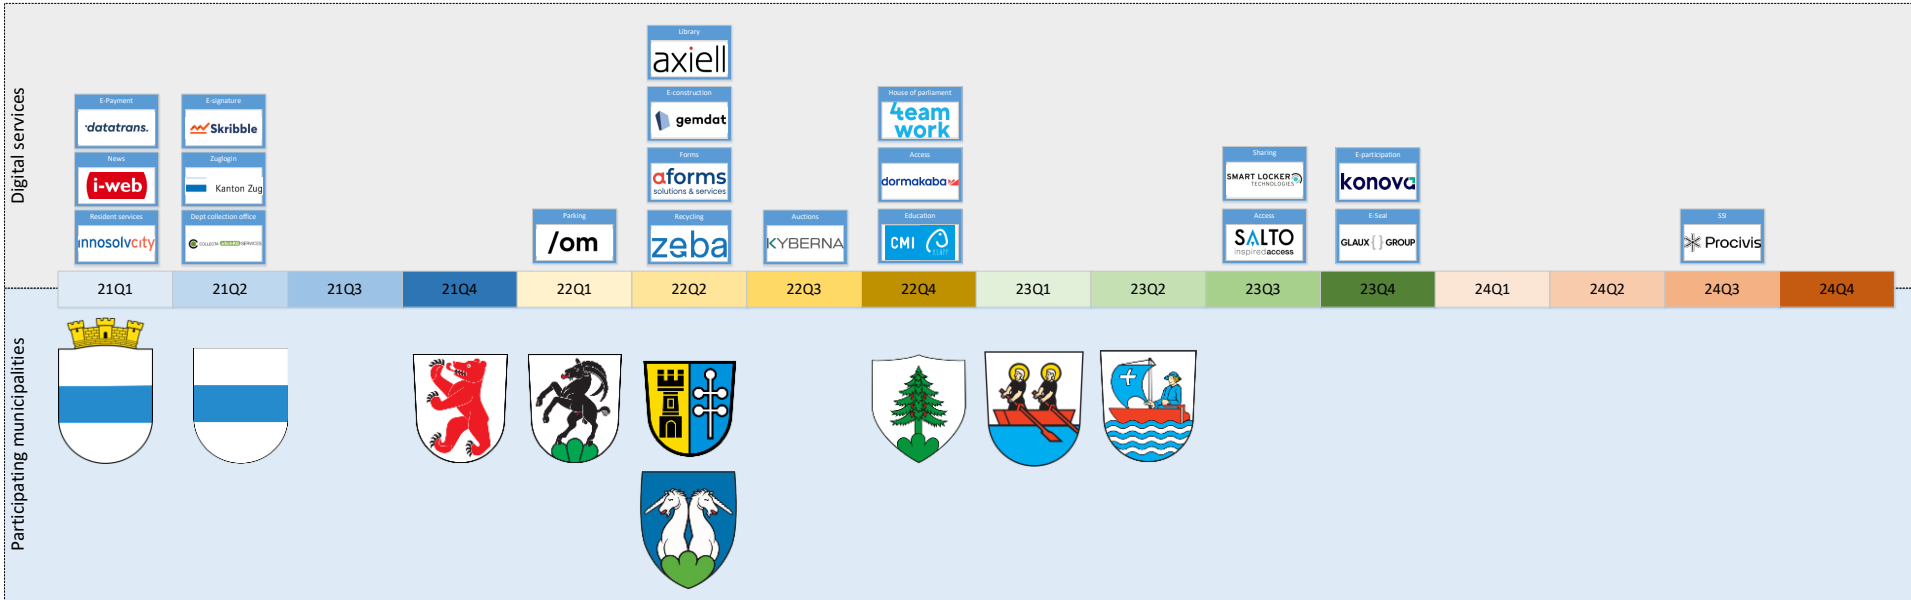 Digital services
E-Payment
datatrans.
News
i-web
Resident services
innosolvcity
E-signature
Skribble
Zuglogin
Kanton Zug
Dept collection office
Parking
/om
Library
axiell
E-construction
gemdat
Forms
aforms
solutions & services
Recycling
zeba
Auctions
KYBERNA
House of parliament
4team
work
Access
dormakaba
Education
CMI
Sharing
SMART LOCKER
TECHNOLOGIES
Access
SALTO
inspiredaccess
E-participation
konova
E-Seal
GLAUX { } GROUP
SSI
Procivis
21Q1
21Q2
21Q3
21Q4
22Q1
22Q2
22Q3
22Q4
23Q1
23Q2
23Q3
23Q4
24Q1
24Q2
24Q3
24Q4
Participating municipalities